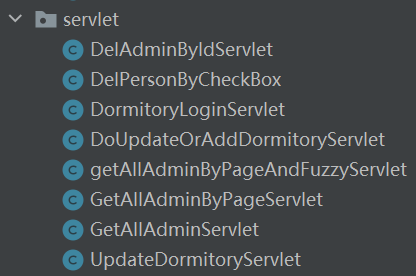 servlet
DelAdminByIdServlet
DelPersonByCheckBox
DormitoryLoginServlet
DoUpdateOrAddDormitoryServlet
getAllAdminByPageAndFuzzyServlet
GetAllAdminByPageServlet
GetAllAdminServlet
UpdateDormitoryServlet